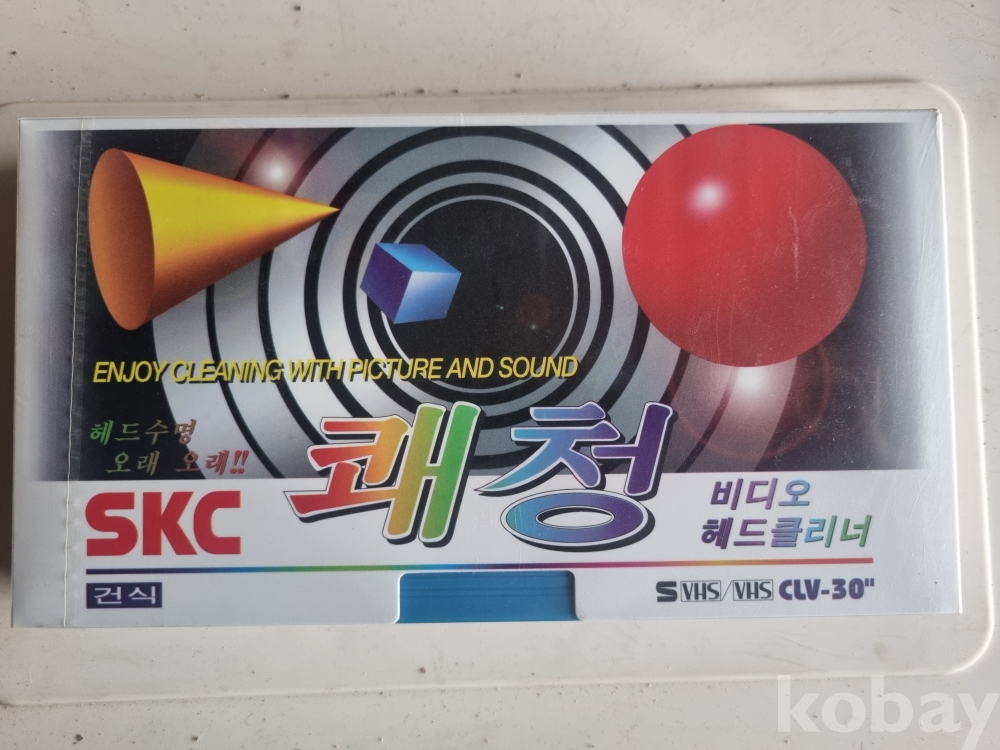 ENJOY CLEANING WITH PICTURE AND SOUND
헤드수명
오래 오래!!
쾌청
SKC
비디오
헤드클리너
건식
S VHS/VHS CLV-30"
kobay